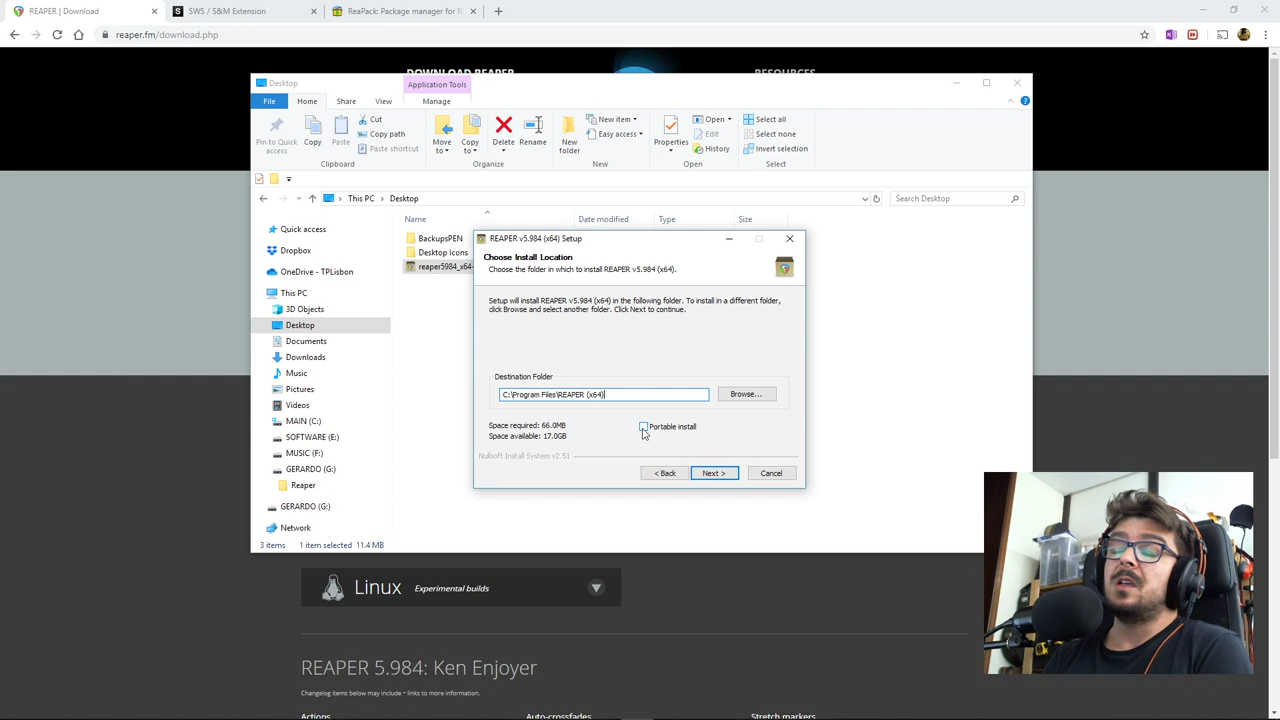 REAPER | Download
SWS / S&M Extension
ReaPack: Package manager for R
reaper.fm/download.php
DOWNLOAD REAPER
RESOURCES
Desktop
Application Tools
File
Home
Share
View
Manage
Pin to Quick
access
Copy
Paste
Cut
Copy path
Paste shortcut
Clipboard
Move
to
Copy
to
Delete
Rename
Organize
New
folder
New item
Easy access
New
Properties
Open
Edit
History
Open
Select all
Select none
Invert selection
Select
This PC
Desktop
Search Desktop
Name
Date modified
Type
Size
Quick access
Dropbox
OneDrive - TPLisbon
This PC
3D Objects
Desktop
Documents
Downloads
Music
Pictures
Videos
MAIN (C:)
SOFTWARE (E:)
MUSIC (F:)
GERARDO (G:)
Reaper
GERARDO (G:)
Network
BackupsPEN
Desktop Icons
reaper5984_x64
3 items
1 item selected 11.4 MB
REAPER v5.984 (x64) Setup
Choose Install Location
Choose the folder in which to install REAPER v5.984 (x64).
Setup will install REAPER v5.984 (x64) in the following folder. To install in a different folder,
click Browse and select another folder. Click Next to continue.
Destination Folder
C:\Program Files\REAPER (x64)
Browse...
Space required: 66.0MB
Space available: 17.0GB
Portable install
Nullsoft Install System v2.51
< Back
Next >
Cancel
Linux
Experimental builds
REAPER 5.984: Ken Enjoyer
Changelog items below may include • links to more information.
Actions
Auto-crossfades
Stretch markers